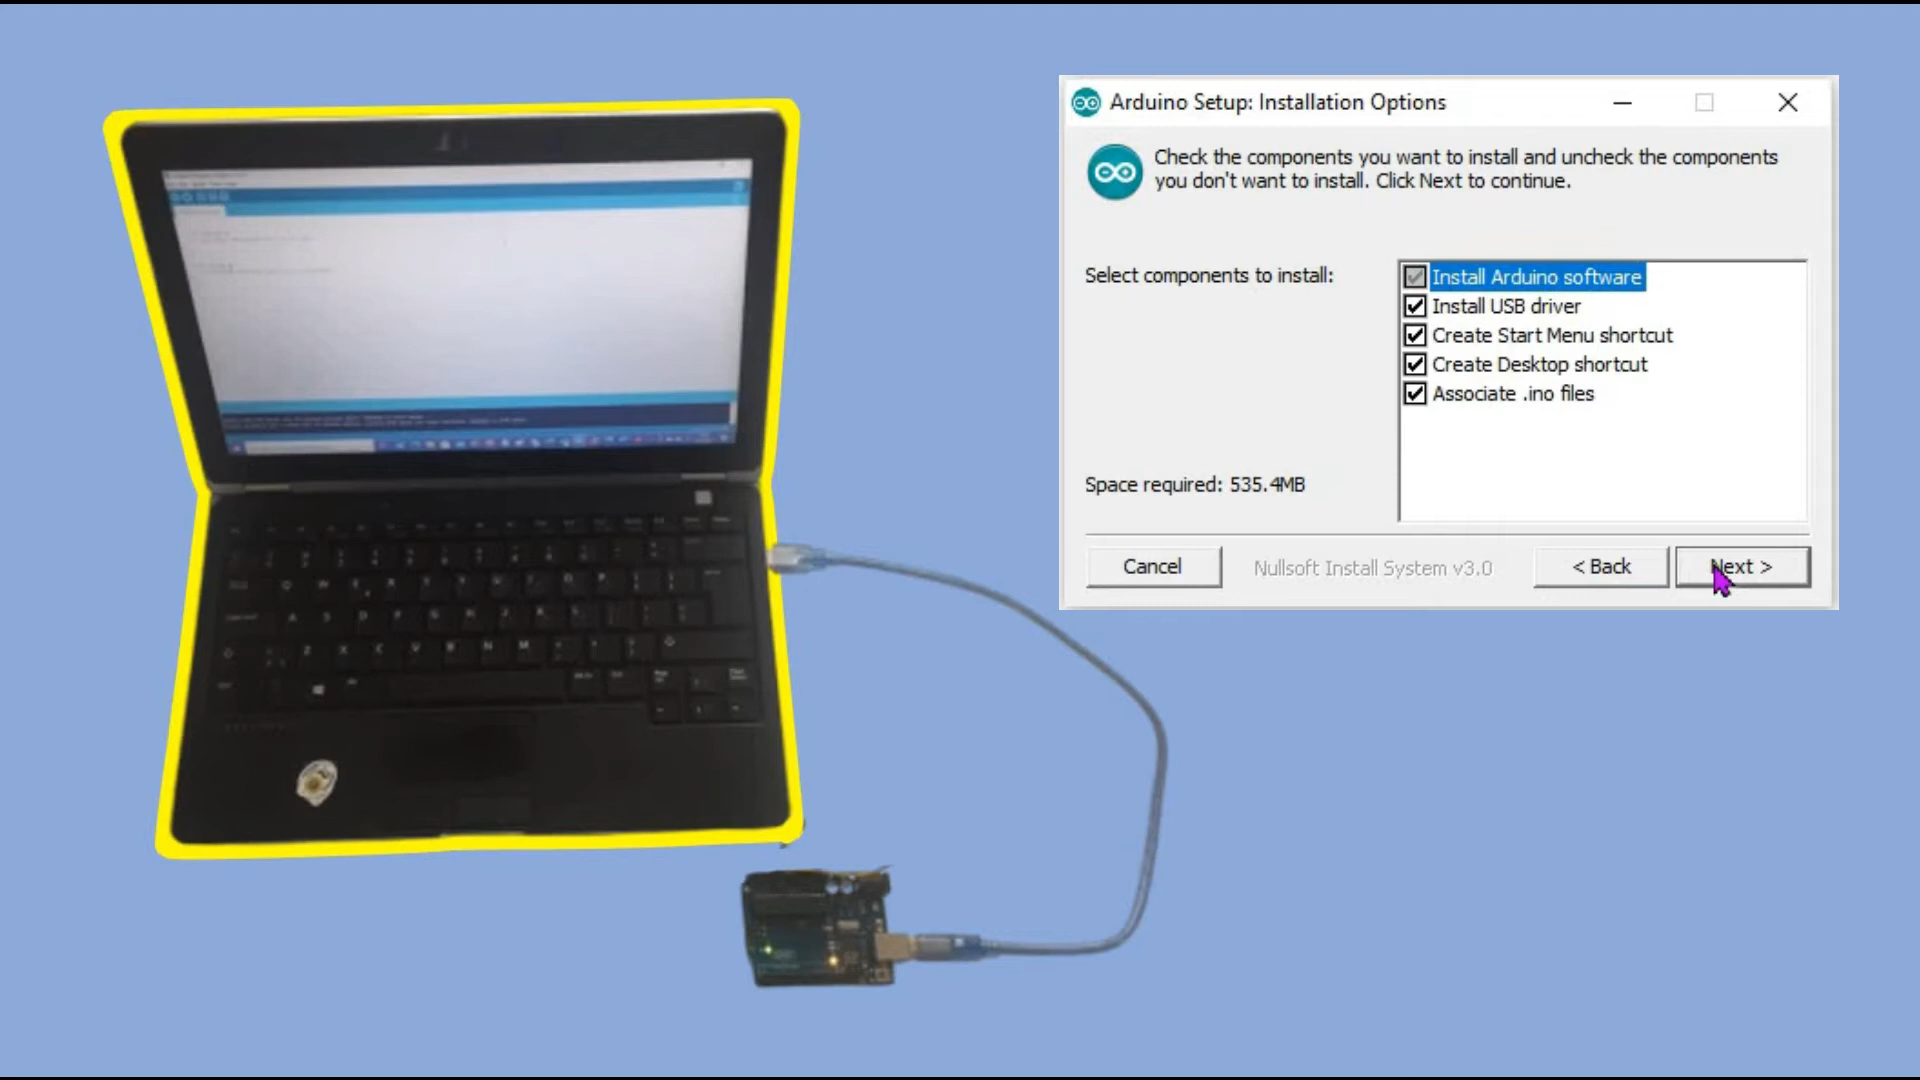 Arduino Setup: Installation Options
Check the components you want to install and uncheck the components
you don't want to install. Click Next to continue.
Select components to install:
Install Arduino software
Install USB driver
Create Start Menu shortcut
Create Desktop shortcut
Associate .ino files
Space required: 535.4MB
Cancel
Nullsoft Install System v3.0
< Back
Next >